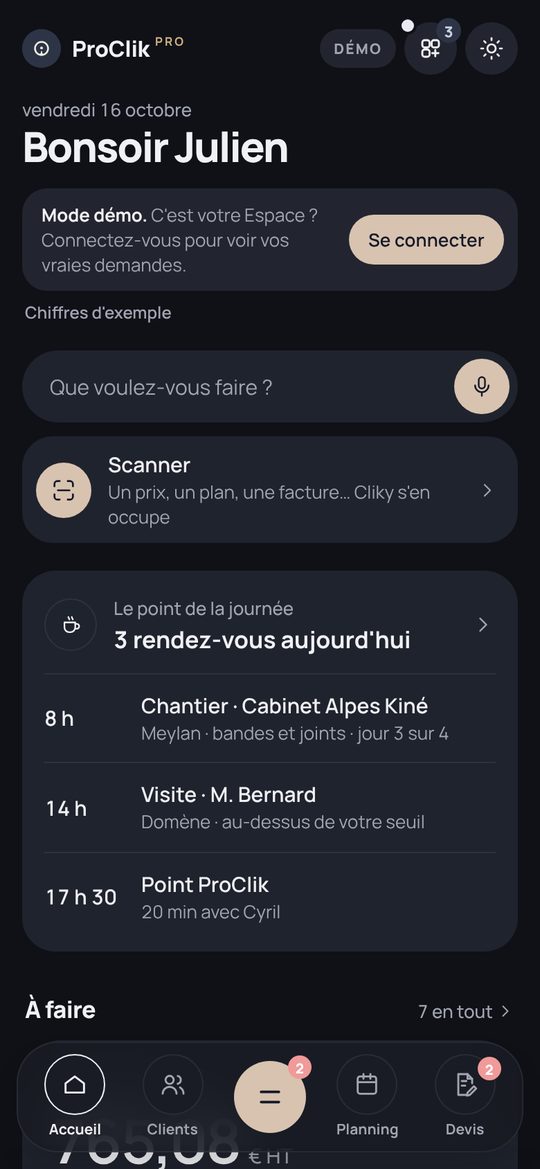 ProClik PRO
DÉMO
3
vendredi 16 octobre
Bonsoir Julien
Mode démo. C'est votre Espace ?
Connectez-vous pour voir vos
vraies demandes.
Se connecter
Chiffres d'exemple
Que voulez-vous faire ?
Scanner
Un prix, un plan, une facture… Cliky s'en
occupe
Le point de la journée
3 rendez-vous aujourd'hui
8 h
Chantier · Cabinet Alpes Kiné
Meylan · bandes et joints · jour 3 sur 4
14 h
Visite · M. Bernard
Domène · au-dessus de votre seuil
17 h 30
Point ProClik
20 min avec Cyril
À faire
7 en tout
2
2
Accueil
Clients
Planning
Devis
765,08 € HT